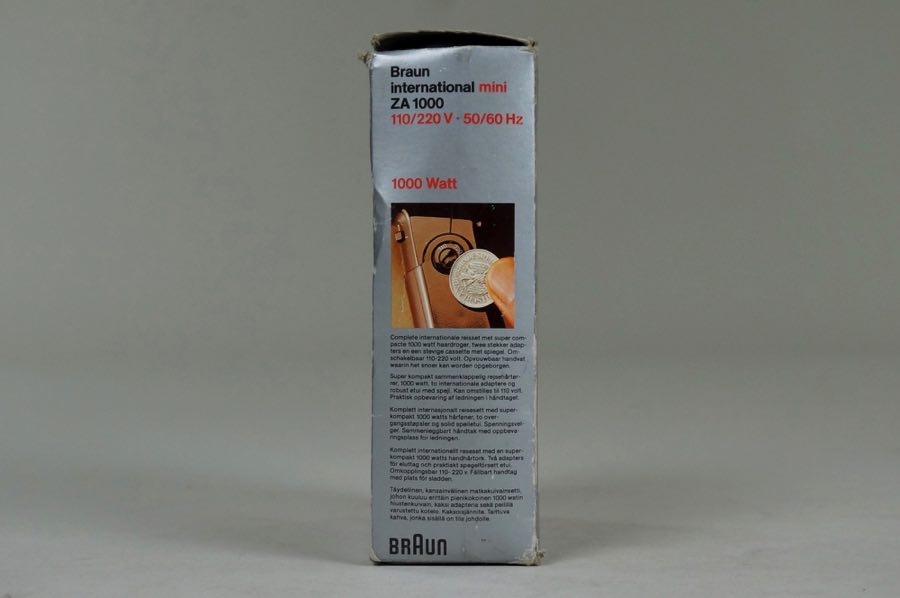 Braun
international mini
ZA 1000
110/220 V · 50/60 Hz
1000 Watt
Complete internationale reisset met super com-
pacte 1000 watt haardroger, twee stekker adap-
ters en een stevige cassette met spiegel. Om-
schakelbaar 110-220 volt. Opvouwbaar handvat
waarin het snoer kan worden opgeborgen.
Super kompakt sammenklappelig rejsehårtør-
rer, 1000 watt, to internationale adaptere og
robust etui med spejl. Kan omstilles til 110 volt.
Praktisk opbevaring af ledningen i håndtaget.
Komplett internasjonalt reisesett med super-
kompakt 1000 watts hårføner, to over-
gangsstøpsler og solid speiletui. Spenningsvel-
ger. Sammenleggbart håndtak med oppbeva-
ringsplass for ledningen.
Komplett internationellt reseset med en super-
kompakt 1000 watts handhårtork. Två adapters
för eluttag och praktiskt spegelförsett etui.
Omkopplingsbar 110-220 v. Fällbart handtag
med plats för sladden.
Täydellinen, kansainvälinen matkakuivainsetti,
johon kuuluu erittäin pienikokoinen 1000 watin
hiustenkuivain, kaksi adapteria sekä peilillä
varustettu kotelo. Kaksoisjännite. Taittuva
kahva, jonka sisällä on tila johdolle.
BRAUN